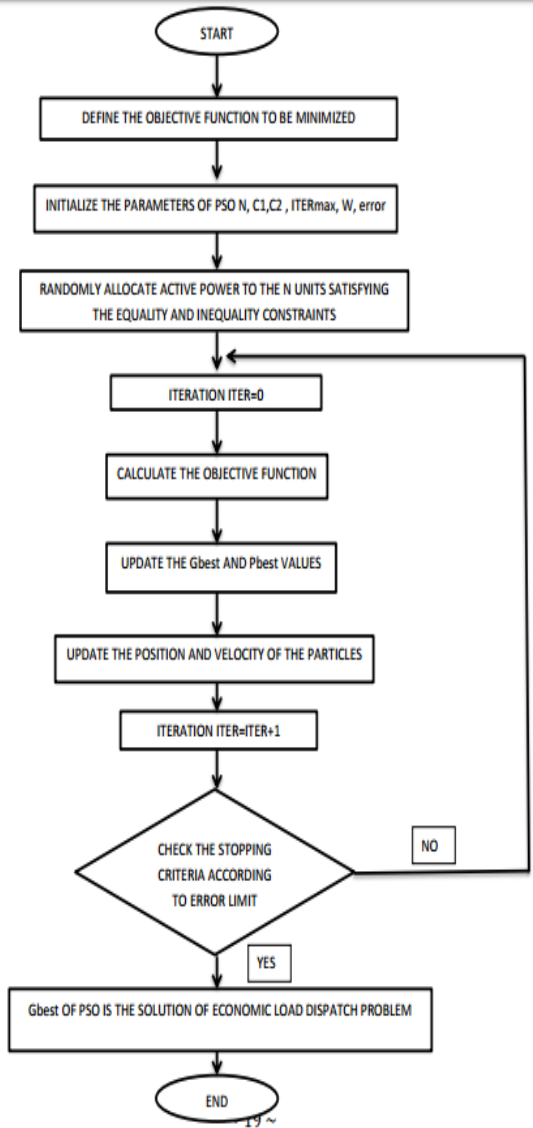 START
DEFINE THE OBJECTIVE FUNCTION TO BE MINIMIZED
INITIALIZE THE PARAMETERS OF PSO N, C1,C2 , ITERmax, W, error
RANDOMLY ALLOCATE ACTIVE POWER TO THE N UNITS SATISFYING
THE EQUALITY AND INEQUALITY CONSTRAINTS
ITERATION ITER=0
CALCULATE THE OBJECTIVE FUNCTION
UPDATE THE Gbest AND Pbest VALUES
UPDATE THE POSITION AND VELOCITY OF THE PARTICLES
ITERATION ITER=ITER+1
CHECK THE STOPPING
CRITERIA ACCORDING
TO ERROR LIMIT
NO
YES
Gbest OF PSO IS THE SOLUTION OF ECONOMIC LOAD DISPATCH PROBLEM
END
19 ~